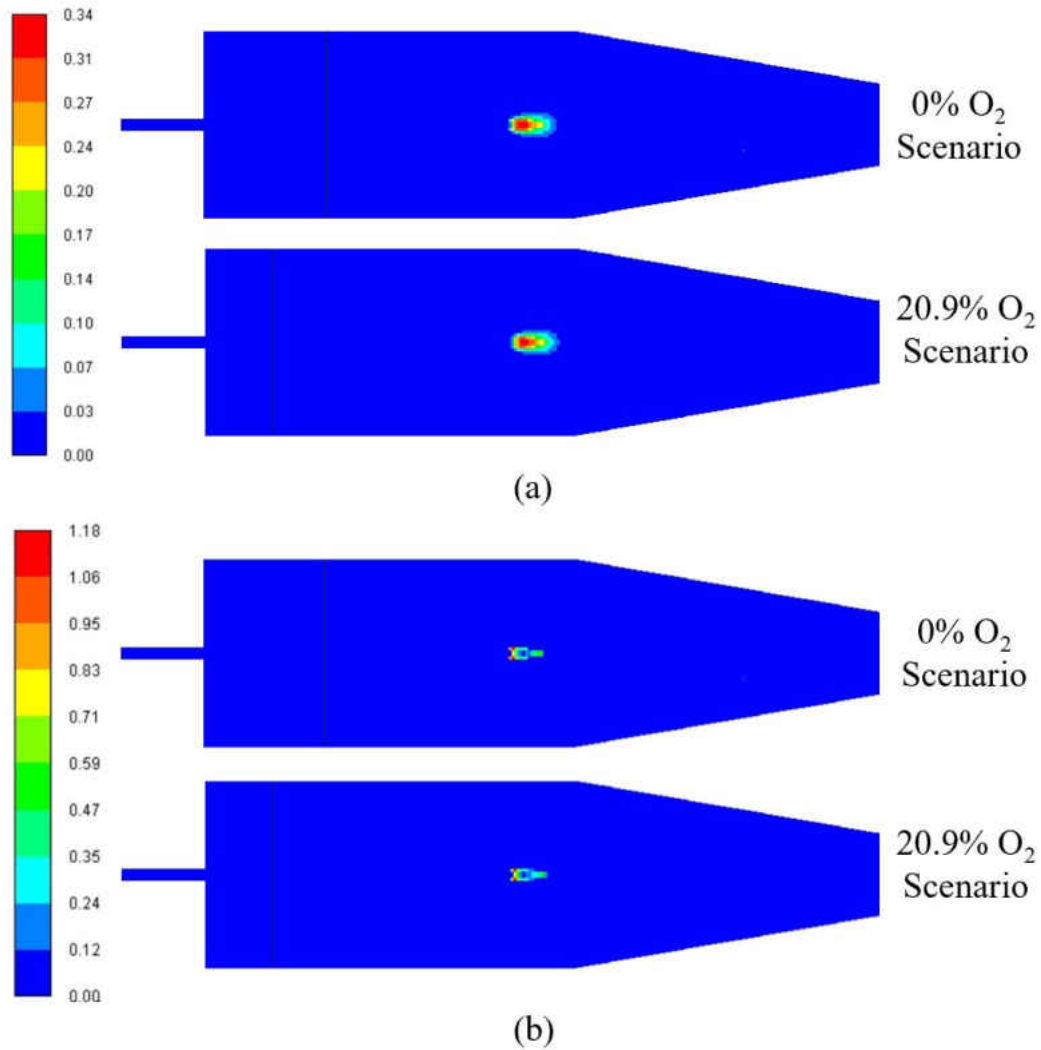 0.34
0.31
0.27
0.24
0.20
0.17
0.14
0.10
0.07
0.03
0.00
0% O₂
Scenario
20.9% O₂
Scenario
(a)
1.18
1.06
0.95
0.83
0.71
0.59
0.47
0.35
0.24
0.12
0.00
0% O₂
Scenario
20.9% O₂
Scenario
(b)